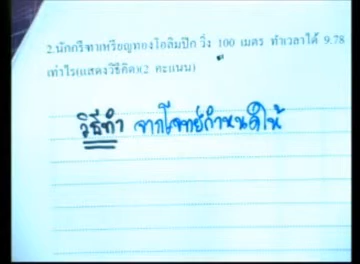 2.นักกรีฑาเหรียญทองโอลิมปิก วิ่ง 100 เมตร ทำเวลาได้ 9.78
เท่าไร(แสดงวิธีคิด)(2 คะแนน)
วิธีทำ จากโจทย์กำหนดให้